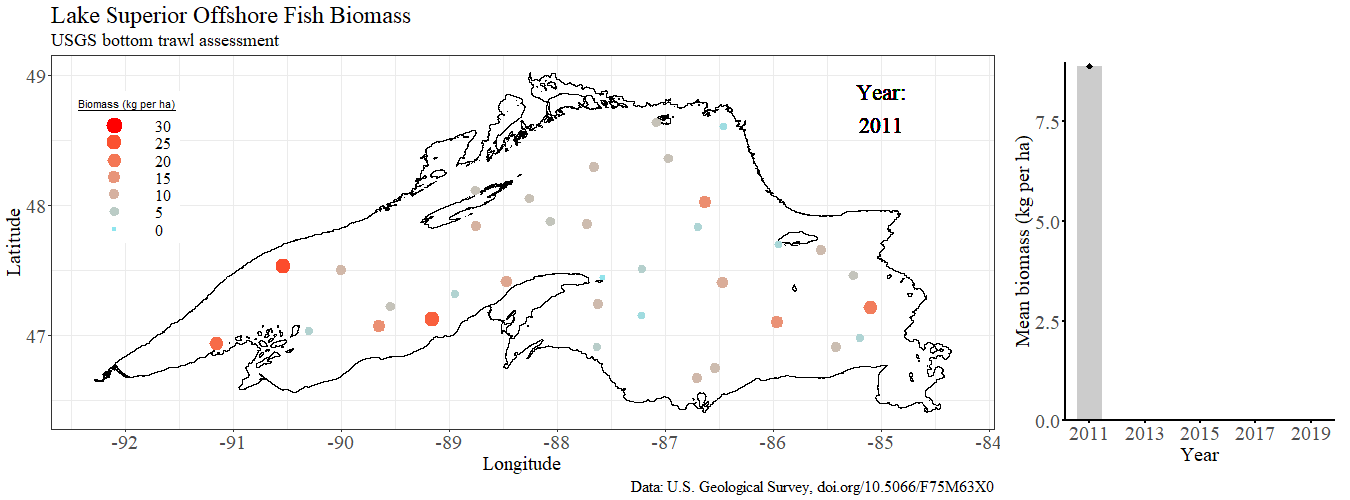 Lake Superior Offshore Fish Biomass
USGS bottom trawl assessment
Biomass (kg per ha)
30
25
20
15
10
5
0
Year:
2011
49
48
47
Latitude
-92 -91 -90 -89 -88 -87 -86 -85 -84
Longitude
Data: U.S. Geological Survey, doi.org/10.5066/F75M63X0
Mean biomass (kg per ha)
7.5
5.0
2.5
0.0
2011 2013 2015 2017 2019
Year